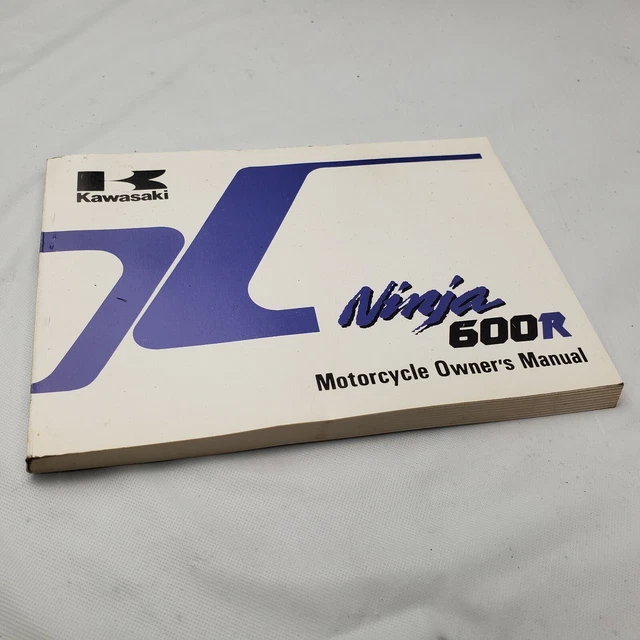 Kawasaki
Ninja
600R
Motorcycle Owner's Manual